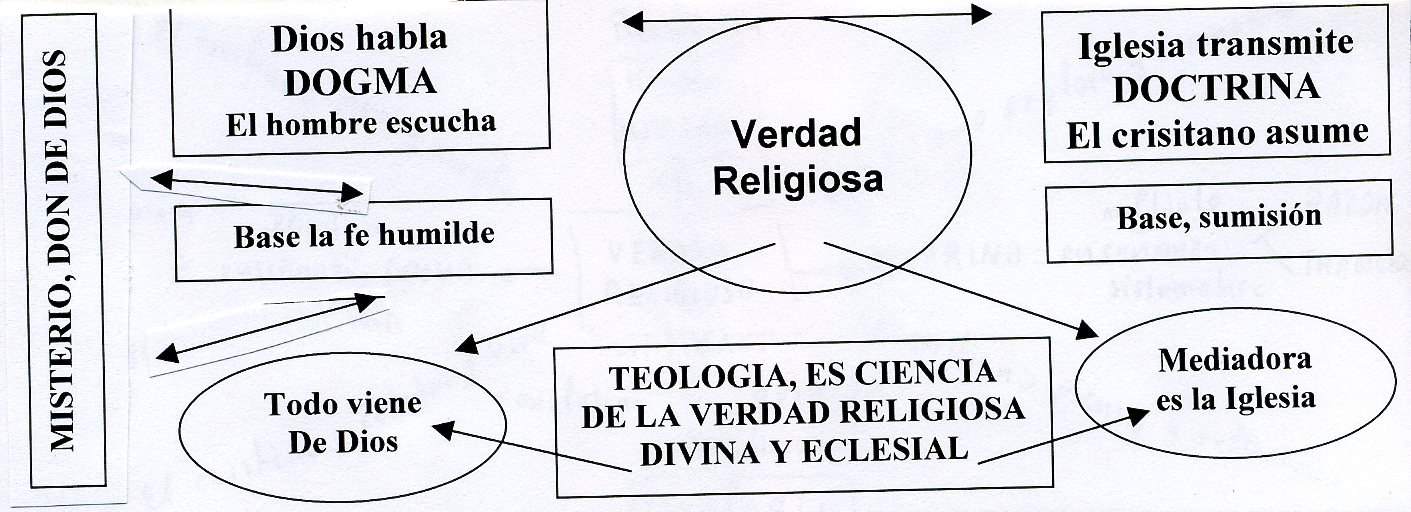 MISTERIO, DON DE DIOS
Dios habla
DOGMA
El hombre escucha
Base la fe humilde
Verdad
Religiosa
Iglesia transmite
DOCTRINA
El crisitano asume
Base, sumisión
Todo viene
De Dios
TEOLOGIA, ES CIENCIA
DE LA VERDAD RELIGIOSA
DIVINA Y ECLESIAL
Mediadora
es la Iglesia